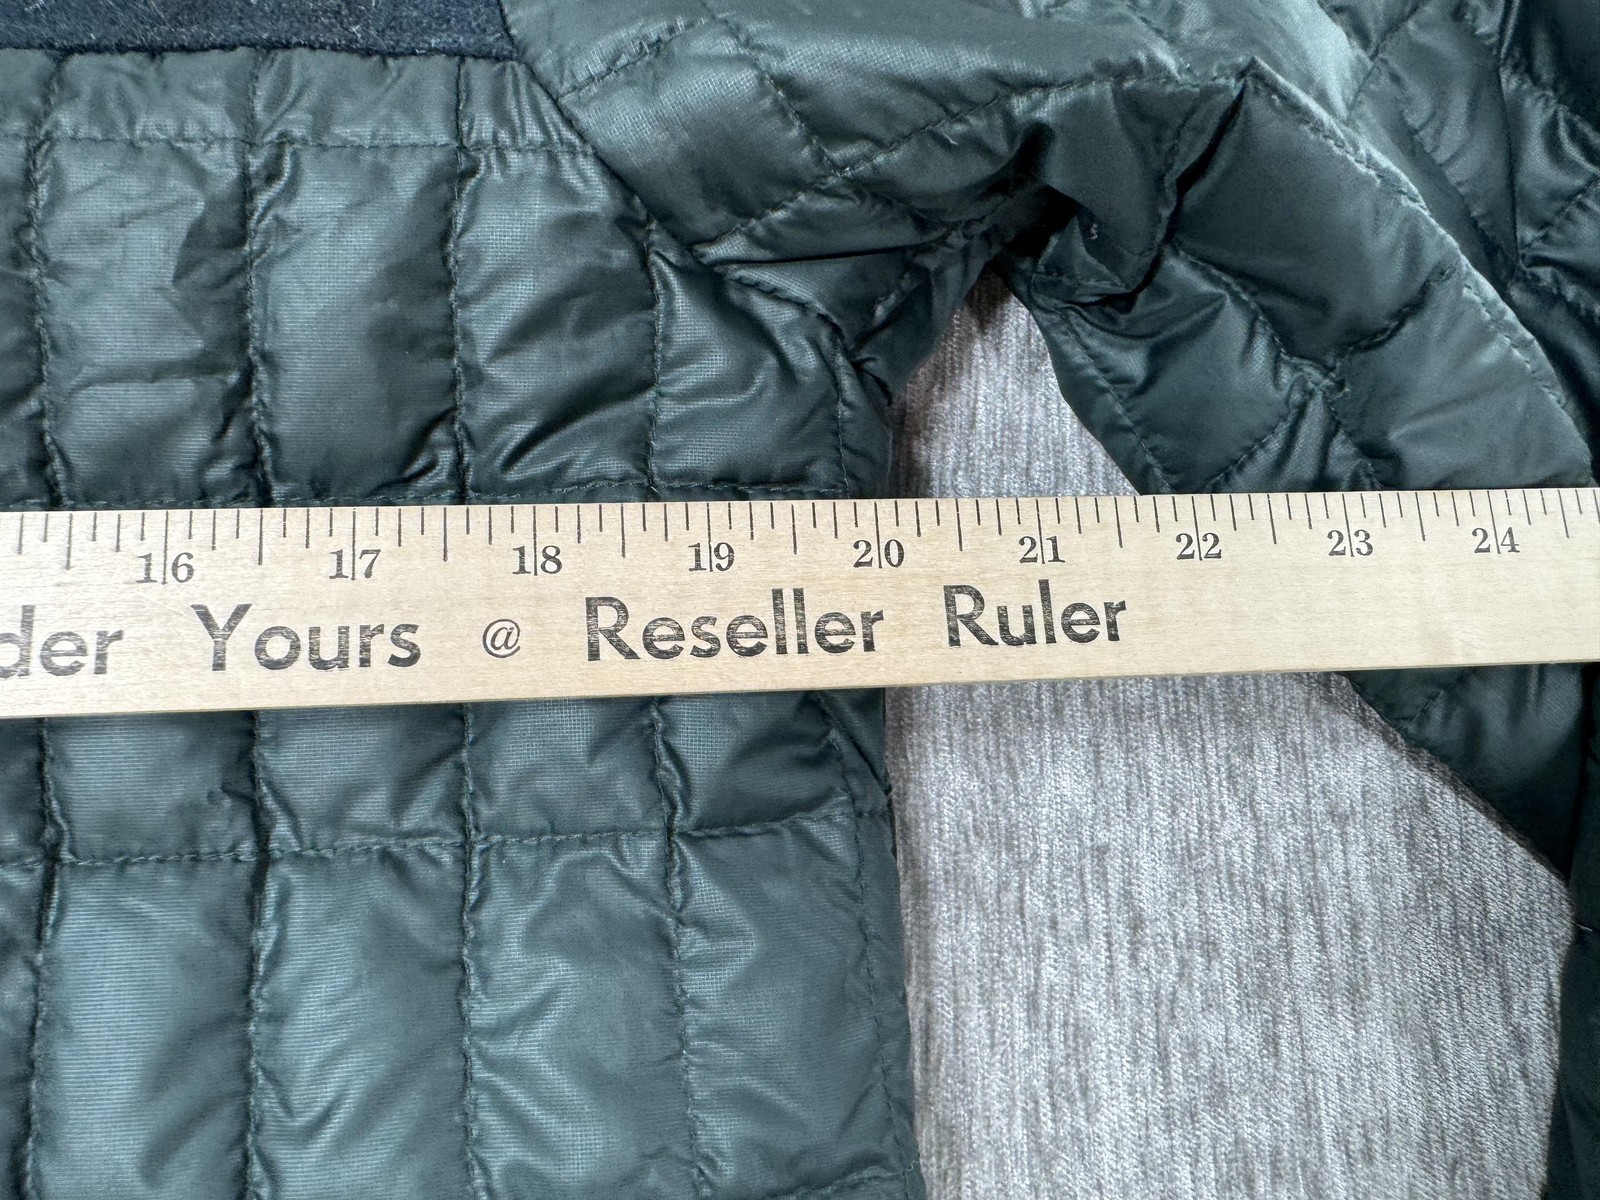 16 17 18 19 20 21 22 23 24
der Yours @ Reseller Ruler